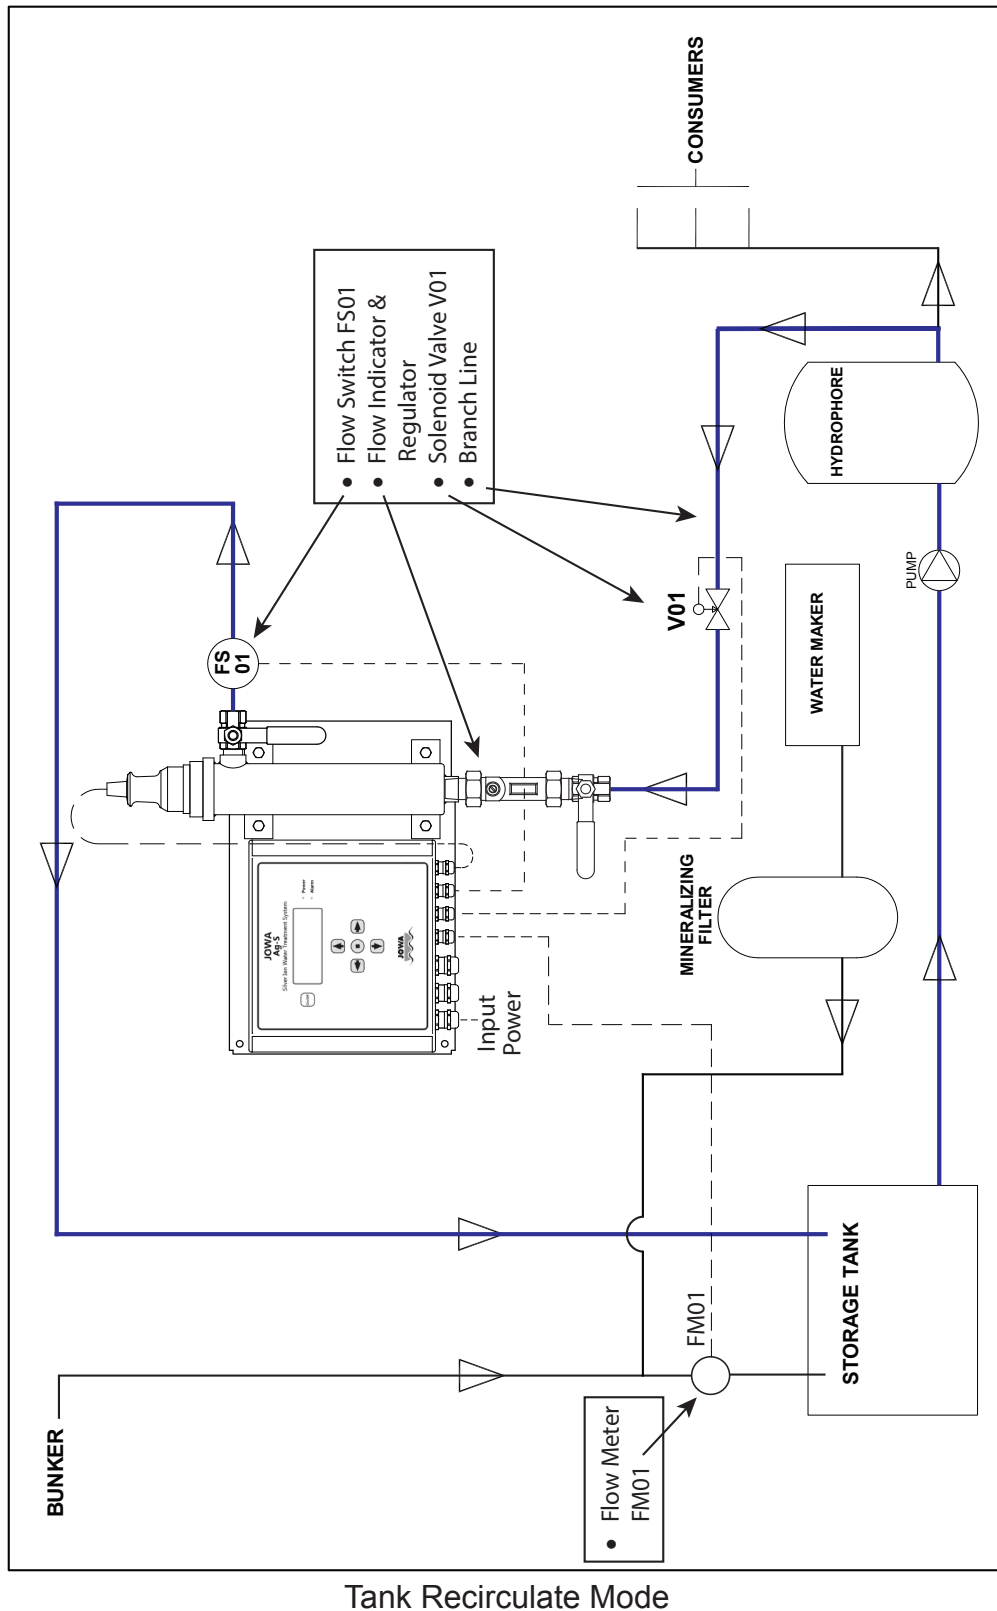 BUNKER
CONSUMERS
• Flow Switch FS01
• Flow Indicator &
Regulator
• Solenoid Valve V01
• Branch Line
FS
01
V01
HYDROPHORE
PUMP
WATER MAKER
MINERALIZING
FILTER
JOWA
Ag-S
Silver Ion Water Treatment System
Power
Alarm
JOWA
Input
Power
FM01
• Flow Meter
FM01
STORAGE TANK
Tank Recirculate Mode